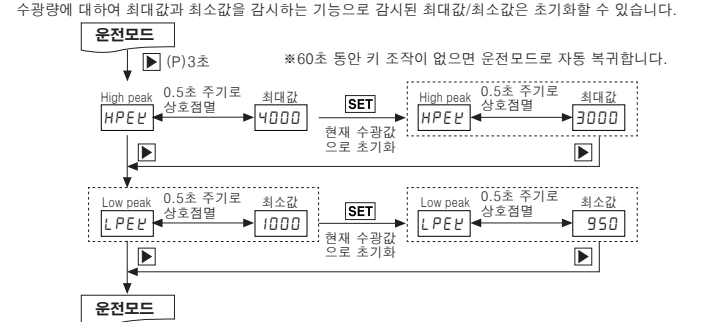 수광량에 대하여 최대값과 최소값을 감시하는 기능으로 감시된 최대값/최소값은 초기화할 수 있습니다.
운전모드
(P)3초
※60초 동안 키 조작이 없으면 운전모드로 자동 복귀합니다.
High peak
0.5초 주기로
상호점멸
최대값
HPEK
4000
SET
현재 수광값
으로 초기화
High peak
0.5초 주기로
상호점멸
최대값
HPEK
3000
Low peak
0.5초 주기로
상호점멸
최소값
LPEK
1000
SET
현재 수광값
으로 초기화
Low peak
0.5초 주기로
상호점멸
최소값
LPEK
950
운전모드